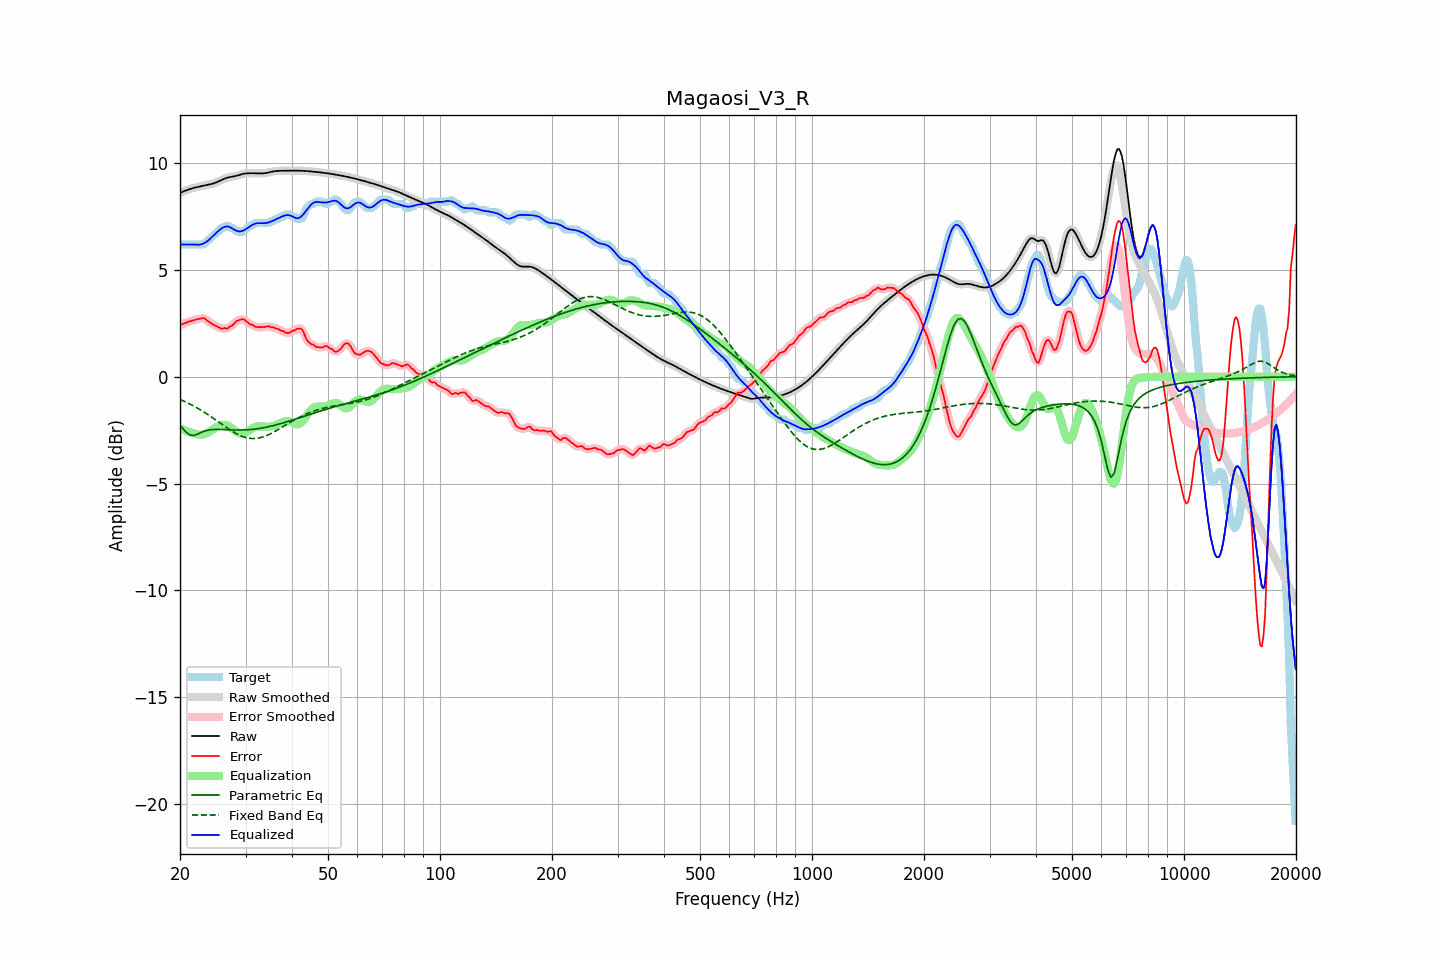 Magaosi_V3_R
Amplitude (dBr)
10
5
0
−5
−10
−15
−20
Target
Raw Smoothed
Error Smoothed
Raw
Error
Equalization
Parametric Eq
Fixed Band Eq
Equalized
20 50 100 200 500 1000 2000 5000 10000 20000
Frequency (Hz)